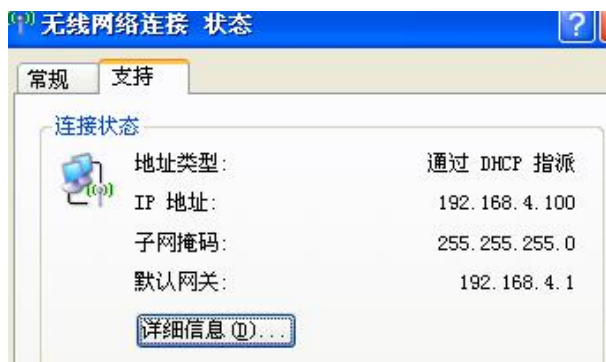 无线网络连接 状态
常规 支持
连接状态
地址类型: 通过 DHCP 指派
IP 地址: 192.168.4.100
子网掩码: 255.255.255.0
默认网关: 192.168.4.1
详细信息(D)...